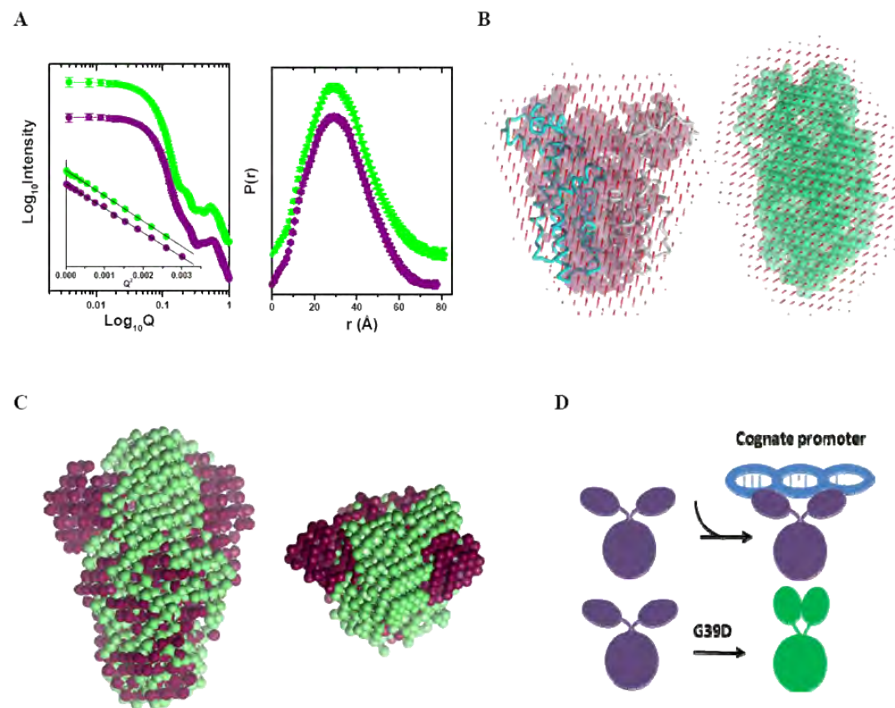 A
B
Log10Intensity
0.000
0.001
0.002
0.003
Q²
0.01
0.1
1
Log10Q
P(r)
0
20
40
60
80
r (Å)
C
D
Cognate promoter
G39D